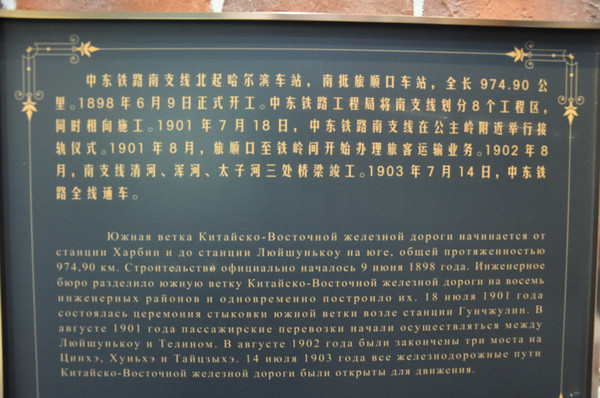 中东铁路南支线北起哈尔滨车站，南抵旅顺口车站，全长 974.90 公
里。1898 年 6 月 9 日正式开工。中东铁路工程局将南支线划分 8 个工程区，
同时相向施工。1901 年 7 月 18 日，中东铁路南支线在公主岭附近举行接
轨仪式。1901 年 8 月，旅顺口至铁岭间开始办理旅客运输业务。1902 年 8
月，南支线清河、浑河、太子河三处桥梁竣工。1903 年 7 月 14 日，中东铁
路全线通车。
Южная ветка Китайско-Восточной железной дороги начинается от
станции Харбин и до станции Люйшунькоу на юге, общей протяженностью
974,90 км. Строительство официально началось 9 июня 1898 года. Инженерное
бюро разделило южную ветку Китайско-Восточной железной дороги на восемь
инженерных районов и одновременно построило их. 18 июля 1901 года
состоялась церемония стыковки южной ветки возле станции Гунчжулин. В
августе 1901 года пассажирские перевозки начали осуществляться между
Люйшунькоу и Телином. В августе 1902 года были закончены три моста на
Цинхэ, Хуньхэ и Тайцзыхэ. 14 июля 1903 года все железнодорожные пути
Китайско-Восточной железной дороги были открыты для движения.